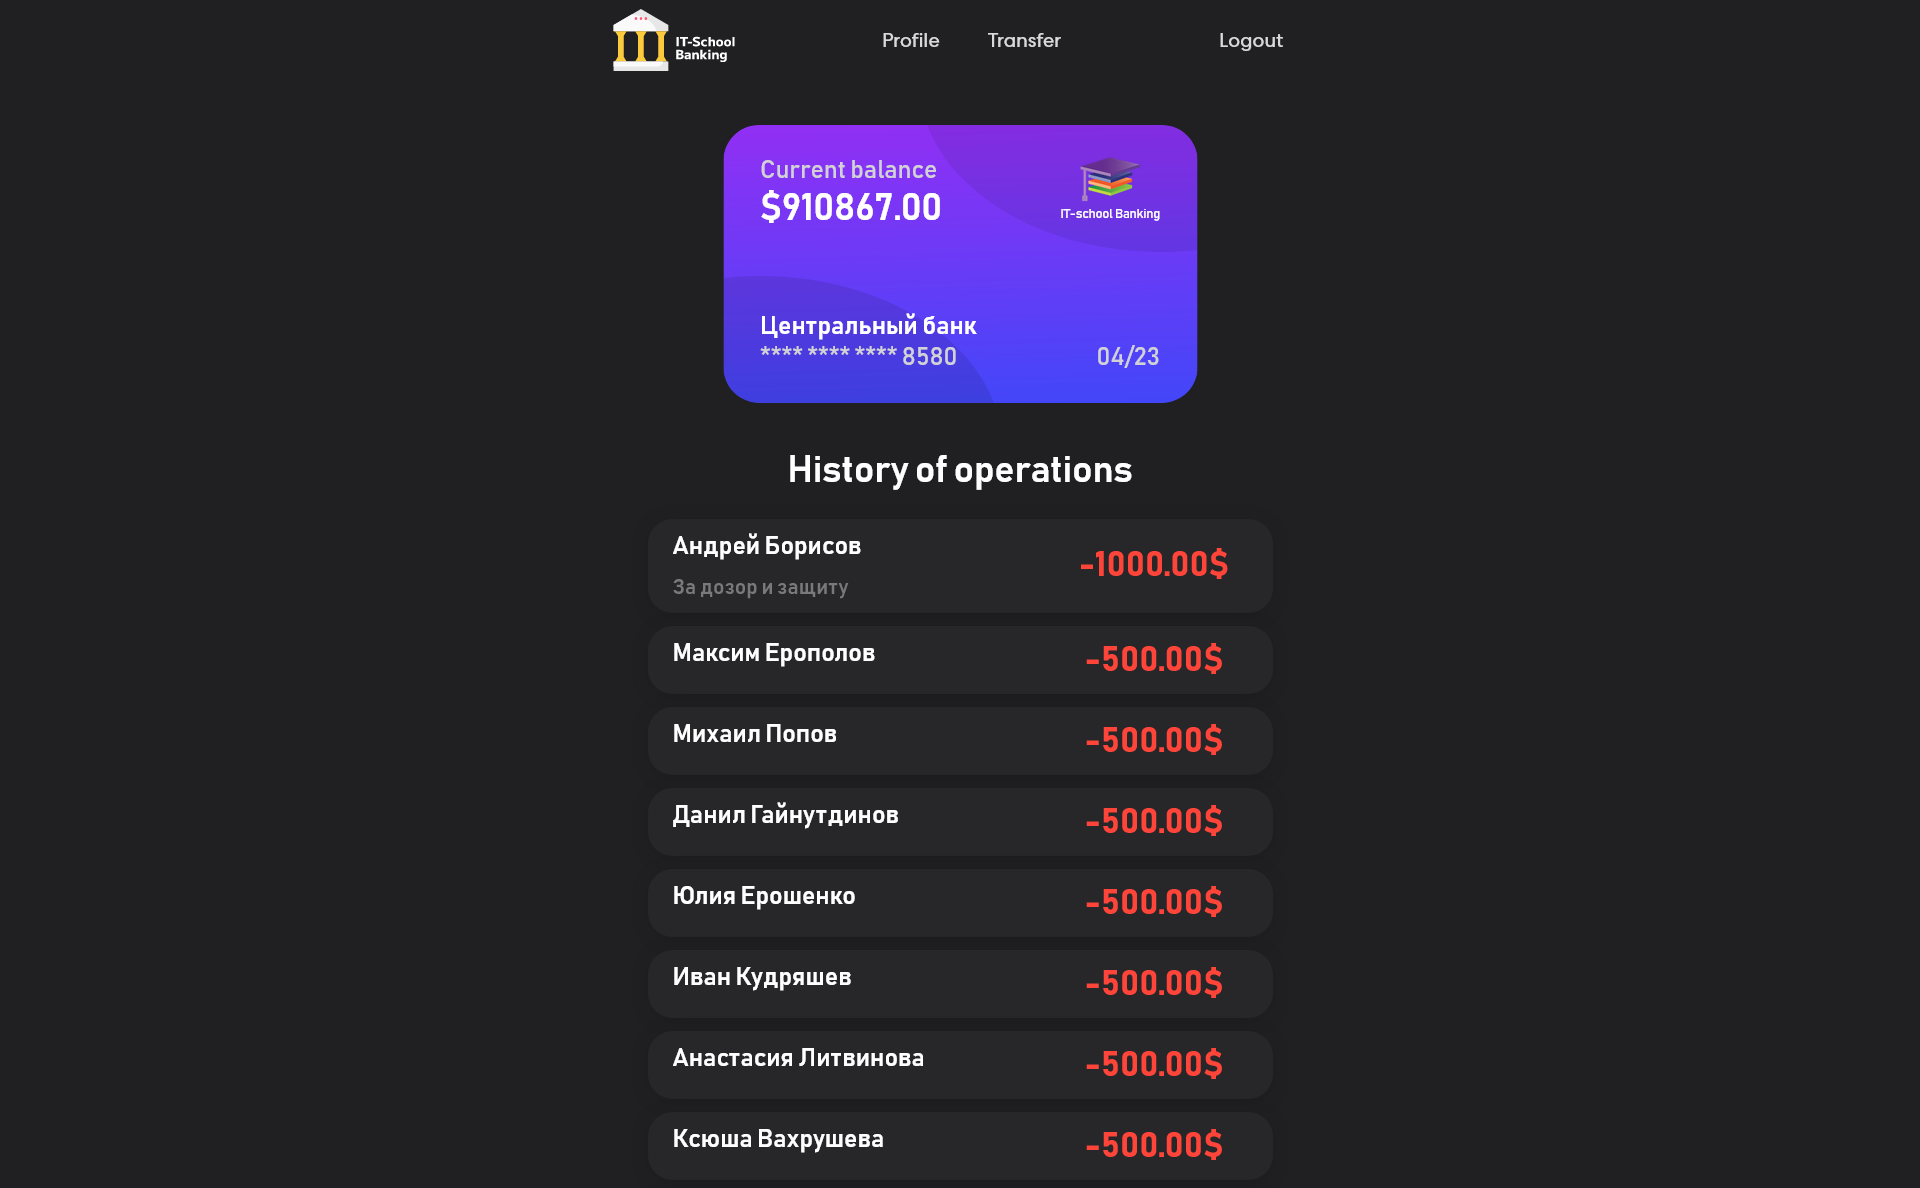 IT-School
Banking
Profile
Transfer
Logout
Current balance
$910867.00
IT-school Banking
Центральный банк
**** **** **** 8580
04/23
History of operations
Андрей Борисов
-1000.00$
За дозор и защиту
Максим Ерополов
-500.00$
Михаил Попов
-500.00$
Данил Гайнутдинов
-500.00$
Юлия Ерошенко
-500.00$
Иван Кудряшев
-500.00$
Анастасия Литвинова
-500.00$
Ксюша Вахрушева
-500.00$